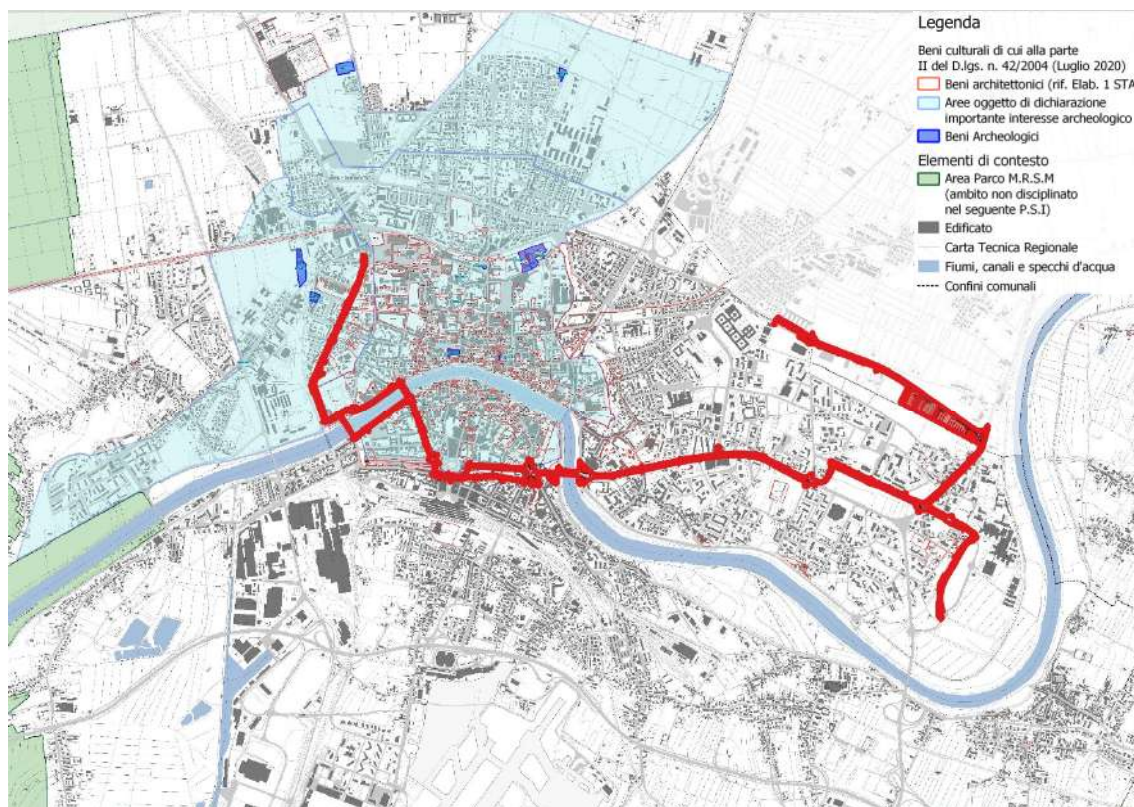 Legenda
Beni culturali di cui alla parte
II del D.lgs. n. 42/2004 (Luglio 2020)
Beni architettonici (rif. Elab. 1 STA
Aree oggetto di dichiarazione
importante interesse archeologico
Beni Archeologici
Elementi di contesto
Area Parco M.R.S.M
(ambito non disciplinato
nel seguente P.S.I)
Edificato
Carta Tecnica Regionale
Fiumi, canali e specchi d'acqua
Confini comunali